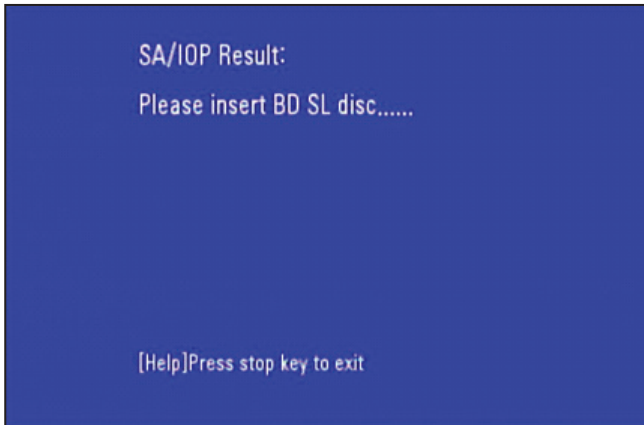 SA/IOP Result:
Please insert BD SL disc......
[Help]Press stop key to exit